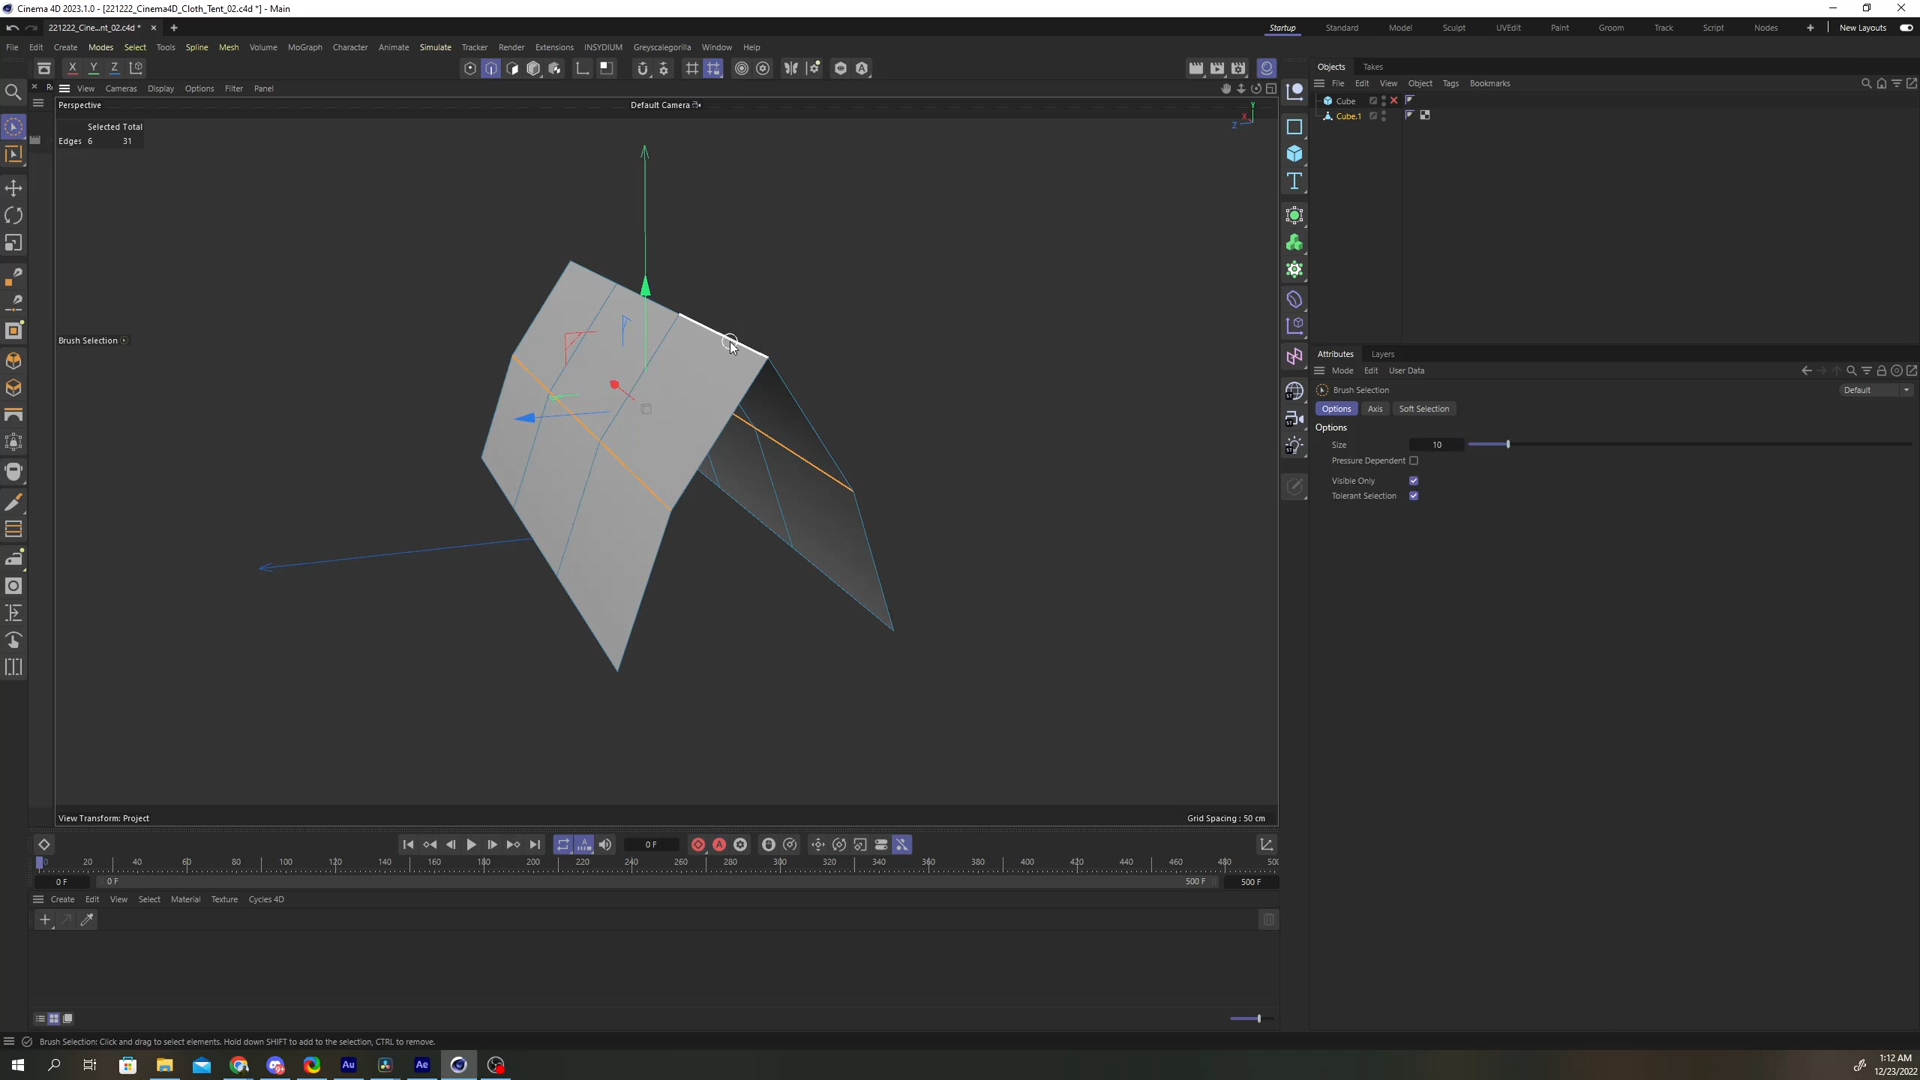 Cinema 4D 2023.1.0 - [221222_Cinema4D_Cloth_Tent_02.c4d *] - Main
221222_Cine...nt_02.c4d *
Startup Standard Model Sculpt UVEdit Paint Groom Track Script Nodes New Layouts
File Edit Create Modes Select Tools Spline Mesh Volume MoGraph Character Animate Simulate Tracker Render Extensions INSYDIUM Greyscalegorilla Window Help
X Y Z
Objects Takes
File Edit View Object Tags Bookmarks
View Cameras Display Options Filter Panel
Perspective Default Camera
Cube
Cube.1
Y
X
Z
Selected Total
Edges 6 31
Brush Selection
Attributes Layers
Mode Edit User Data
Brush Selection Default
Options Axis Soft Selection
Options
Size 10
Pressure Dependent
Visible Only
Tolerant Selection
View Transform: Project Grid Spacing : 50 cm
0 F
0 20 40 60 80 100 120 140 160 180 200 220 240 260 280 300 320 340 360 380 400 420 440 460 480 500
0 F 0 F 500 F 500 F
Create Edit View Select Material Texture Cycles 4D
Brush Selection: Click and drag to select elements. Hold down SHIFT to add to the selection, CTRL to remove.
Au Ae
1:12 AM
12/23/2022